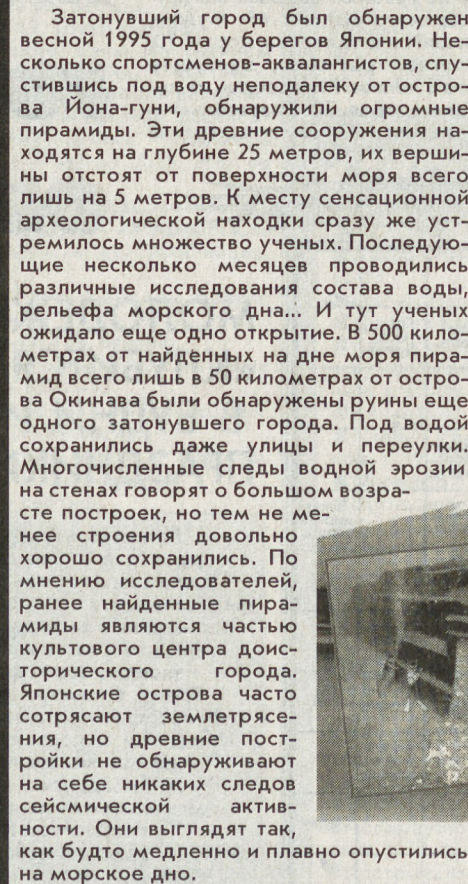 Затонувший город был обнаружен
весной 1995 года у берегов Японии. Не-
сколько спортсменов-аквалангистов, спу-
стившись под воду неподалеку от остро-
ва Йона-гуни, обнаружили огромные
пирамиды. Эти древние сооружения на-
ходятся на глубине 25 метров, их верши-
ны отстоят от поверхности моря всего
лишь на 5 метров. К месту сенсационной
археологической находки сразу же уст-
ремилось множество ученых. Последую-
щие несколько месяцев проводились
различные исследования состава воды,
рельефа морского дна... И тут ученых
ожидало еще одно открытие. В 500 кило-
метрах от найденных на дне моря пира-
мид всего лишь в 50 километрах от остро-
ва Окинава были обнаружены руины еще
одного затонувшего города. Под водой
сохранились даже улицы и переулки.
Многочисленные следы водной эрозии
на стенах говорят о большом возра-
сте построек, но тем не ме-
нее строения довольно
хорошо сохранились. По
мнению исследователей,
ранее найденные пира-
миды являются частью
культового центра доис-
торического города.
Японские острова часто
сотрясают землетрясе-
ния, но древние пост-
ройки не обнаруживают
на себе никаких следов
сейсмической актив-
ности. Они выглядят так,
как будто медленно и плавно опустились
на морское дно.